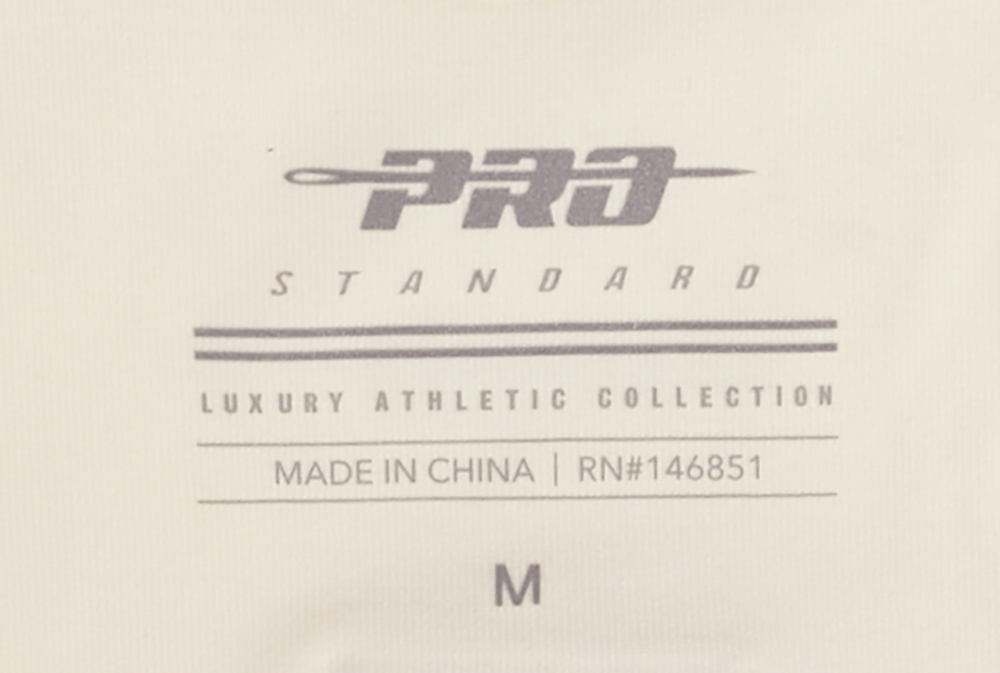 PRO
STANDARD
LUXURY ATHLETIC COLLECTION
MADE IN CHINA | RN#146851
M